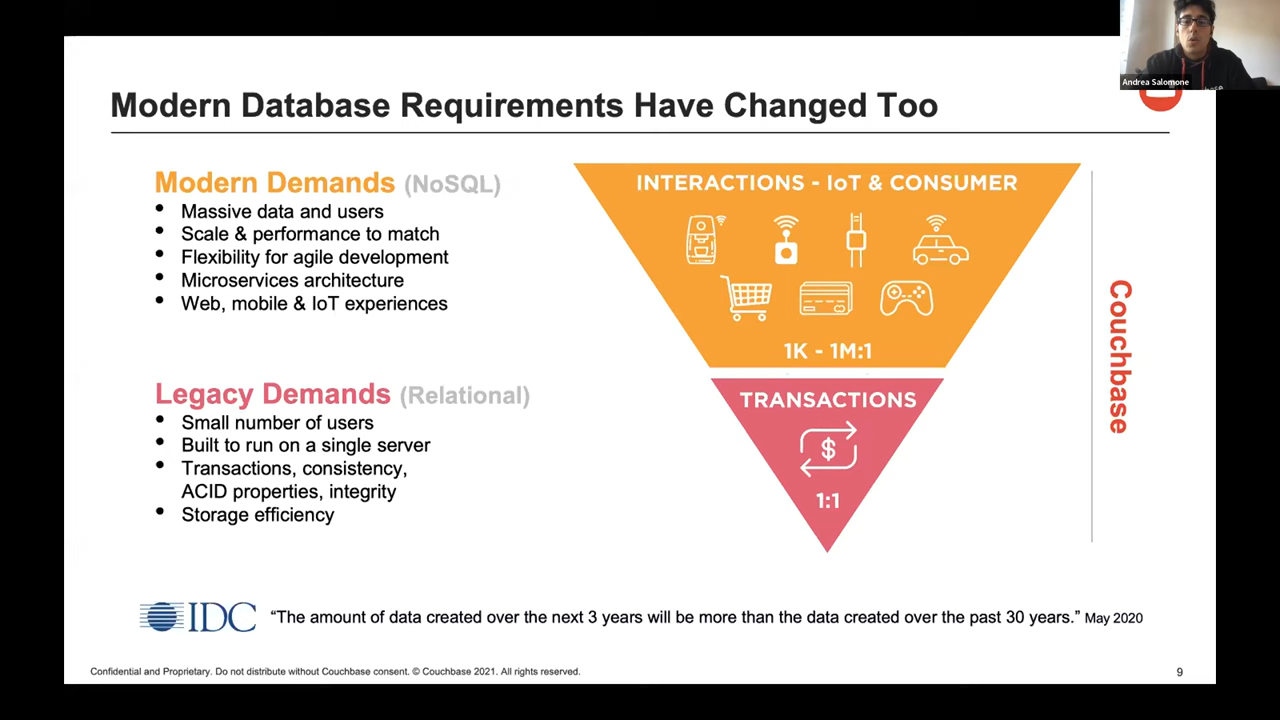 Andrea Salomone
Modern Database Requirements Have Changed Too
Modern Demands (NoSQL)
• Massive data and users
• Scale & performance to match
• Flexibility for agile development
• Microservices architecture
• Web, mobile & IoT experiences
Legacy Demands (Relational)
• Small number of users
• Built to run on a single server
• Transactions, consistency,
ACID properties, integrity
• Storage efficiency
INTERACTIONS - IoT & CONSUMER
1K - 1M:1
TRANSACTIONS
$
1:1
Couchbase
IDC “The amount of data created over the next 3 years will be more than the data created over the past 30 years.” May 2020
Confidential and Proprietary. Do not distribute without Couchbase consent. © Couchbase 2021. All rights reserved.
9